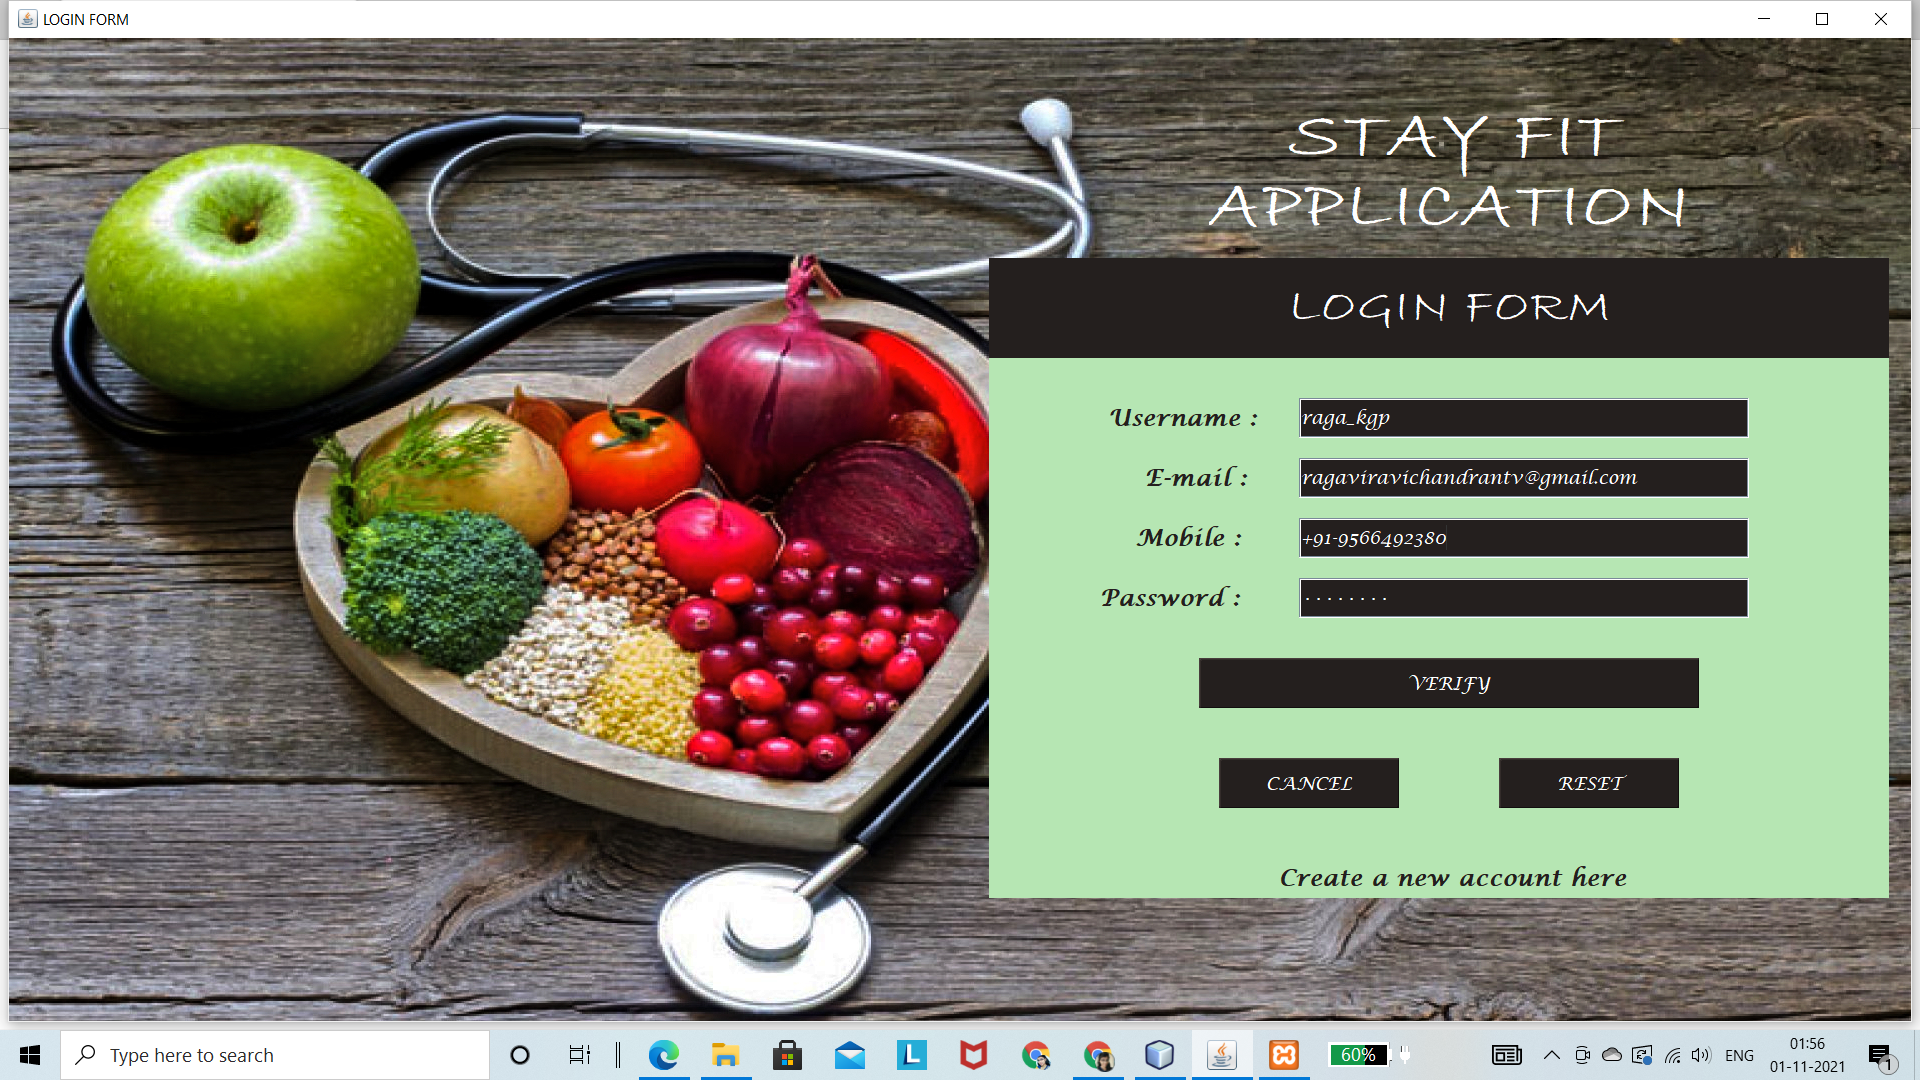 LOGIN FORM
STAY FIT
APPLICATION
LOGIN FORM
Username : raga_kgp
E-mail : ragaviravichandrantv@gmail.com
Mobile : +91-9566492380
Password : ········
VERIFY
CANCEL RESET
Create a new account here
Type here to search
L
60%
ENG
01:56
01-11-2021
1